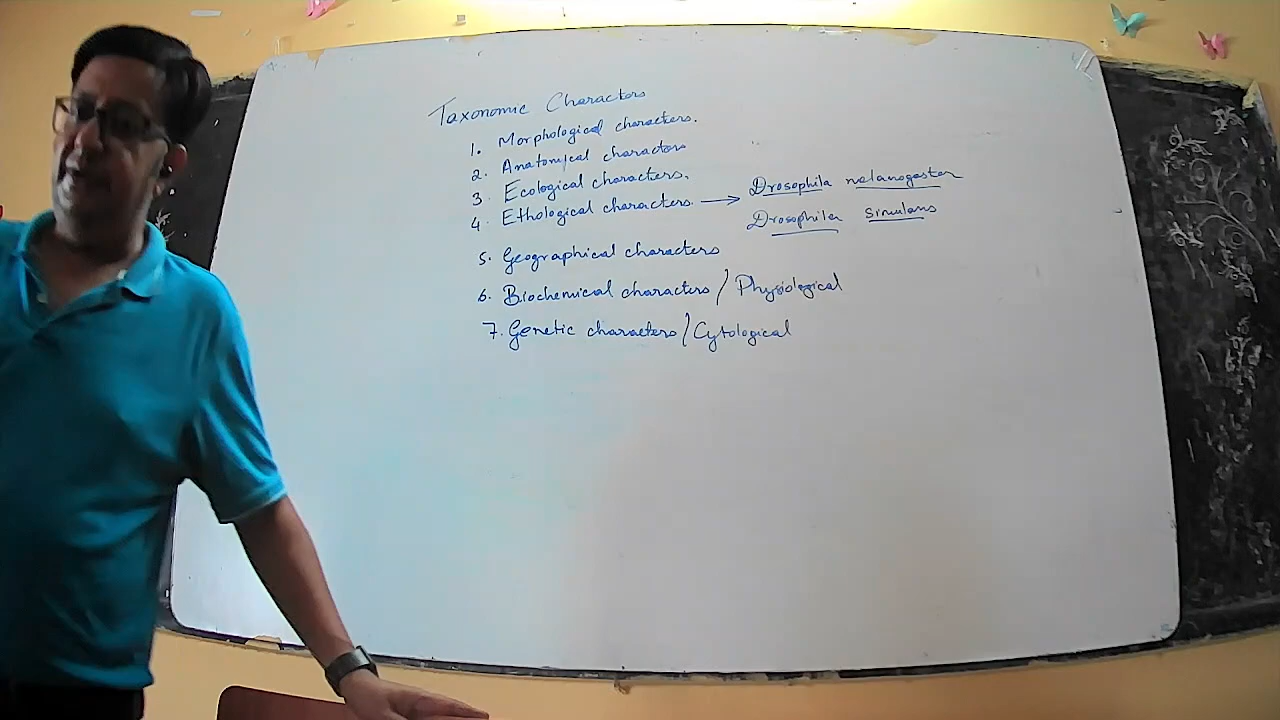 Taxonomic Characters
1. Morphological characters.
2. Anatomical characters
3 Ecological characters.
4. Ethological characters. → Drosophila melanogaster
Drosophila simulans
5. Geographical characters
6. Biochemical characters / Physiological
7. Genetic characters / Cytological